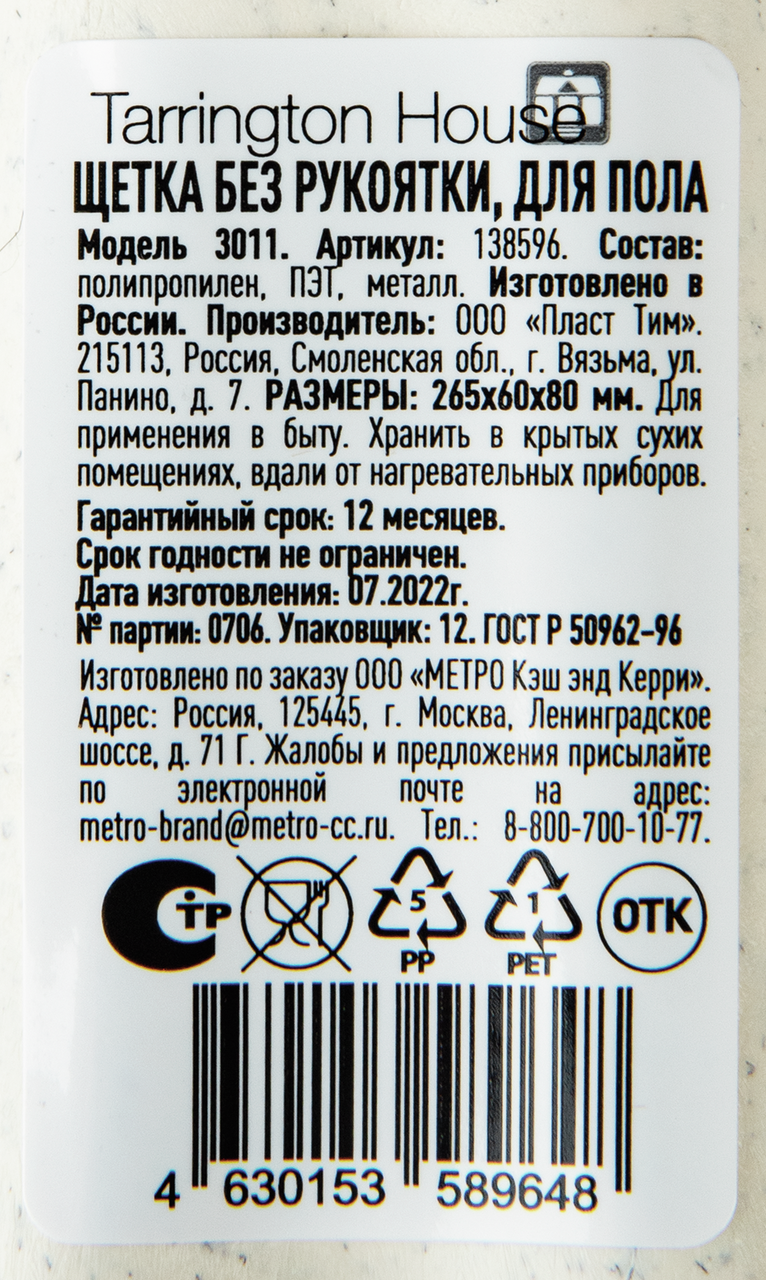 Tarrington House
ЩЕТКА БЕЗ РУКОЯТКИ, ДЛЯ ПОЛА
Модель 3011. Артикул: 138596. Состав:
полипропилен, ПЭТ, металл. Изготовлено в
России. Производитель: ООО «Пласт Тим».
215113, Россия, Смоленская обл., г. Вязьма, ул.
Панино, д. 7. РАЗМЕРЫ: 265х60х80 мм. Для
применения в быту. Хранить в крытых сухих
помещениях, вдали от нагревательных приборов.
Гарантийный срок: 12 месяцев.
Срок годности не ограничен.
Дата изготовления: 07.2022г.
№ партии: 0706. Упаковщик: 12. ГОСТ Р 50962-96
Изготовлено по заказу ООО «МЕТРО Кэш энд Керри».
Адрес: Россия, 125445, г. Москва, Ленинградское
шоссе, д. 71 Г. Жалобы и предложения присылайте
по электронной почте на адрес:
metro-brand@metro-cc.ru. Тел.: 8-800-700-10-77.
СТР 5 1 ОТК
PP PET
4 630153 589648